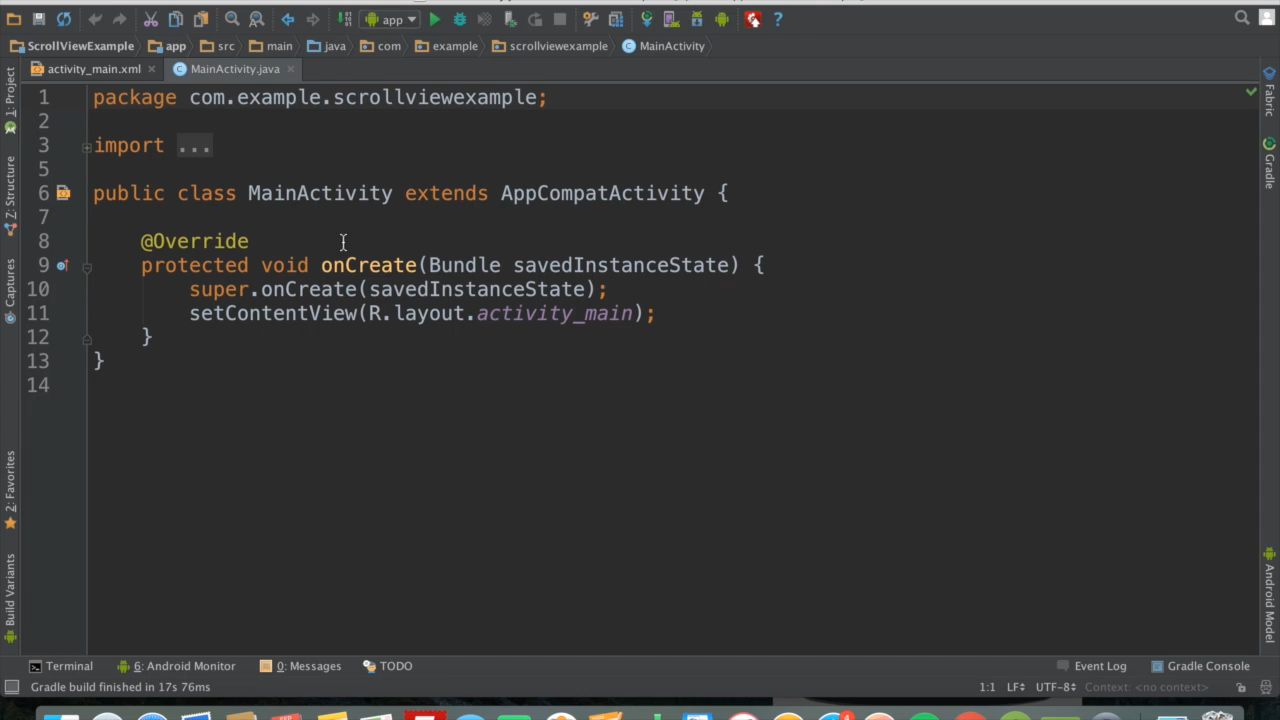 app
ScrollViewExample app src main java com example scrollviewexample MainActivity
activity_main.xml MainActivity.java
1: Project
Z: Structure
Captures
2: Favorites
Build Variants
1 package com.example.scrollviewexample;
2
3 import ...
5
6 public class MainActivity extends AppCompatActivity {
7
8 @Override
9 protected void onCreate(Bundle savedInstanceState) {
10 super.onCreate(savedInstanceState);
11 setContentView(R.layout.activity_main);
12 }
13 }
14
Fabric
Gradle
Android Model
Terminal 6: Android Monitor 0: Messages TODO Event Log Gradle Console
Gradle build finished in 17s 76ms 1:1 LF UTF-8 Context: <no context>